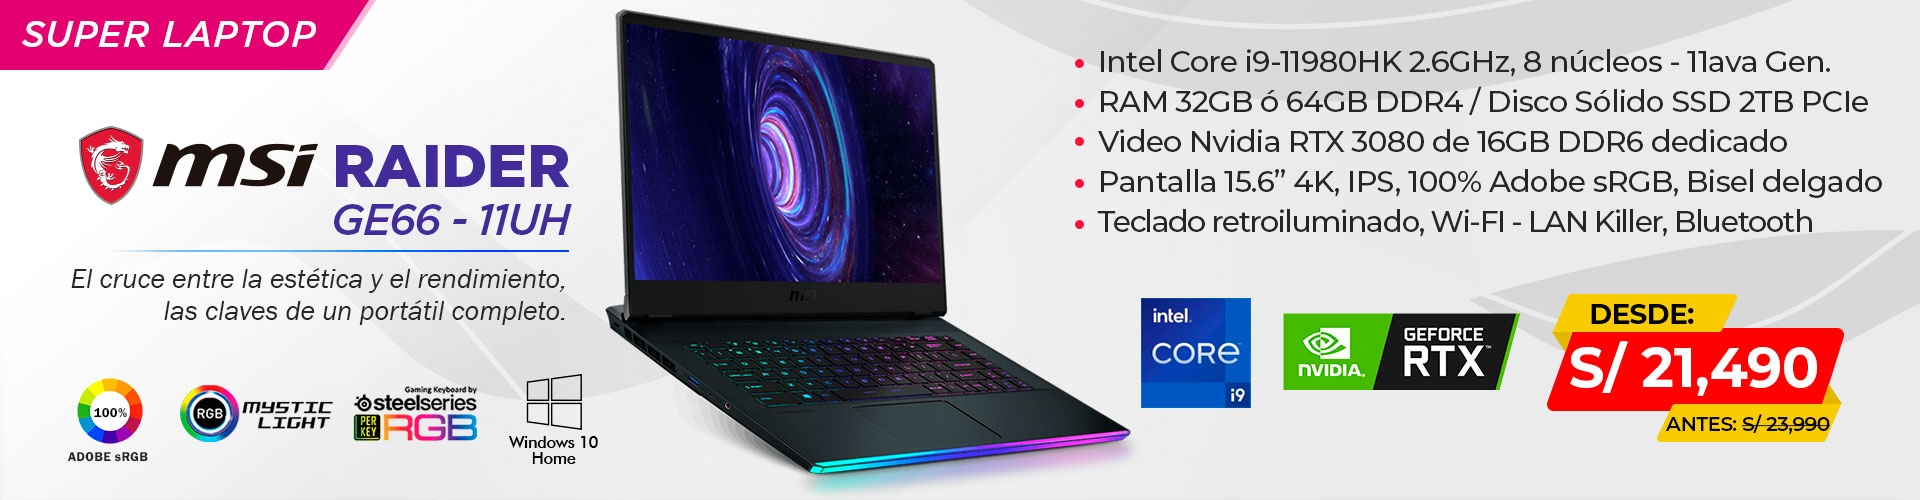 SUPER LAPTOP
msi RAIDER
GE66 - 11UH
El cruce entre la estética y el rendimiento,
las claves de un portátil completo.
100%
ADOBE sRGB
RGB
MYSTIC
LIGHT
Gaming Keyboard by
steelseries
PER
KEY
RGB
Windows 10
Home
msi
• Intel Core i9-11980HK 2.6GHz, 8 núcleos - 11ava Gen.
• RAM 32GB ó 64GB DDR4 / Disco Sólido SSD 2TB PCIe
• Video Nvidia RTX 3080 de 16GB DDR6 dedicado
• Pantalla 15.6” 4K, IPS, 100% Adobe sRGB, Bisel delgado
• Teclado retroiluminado, Wi-FI - LAN Killer, Bluetooth
intel.
CORE
i9
NVIDIA.
GEFORCE
RTX™
DESDE:
S/ 21,490
ANTES: S/ 23,990